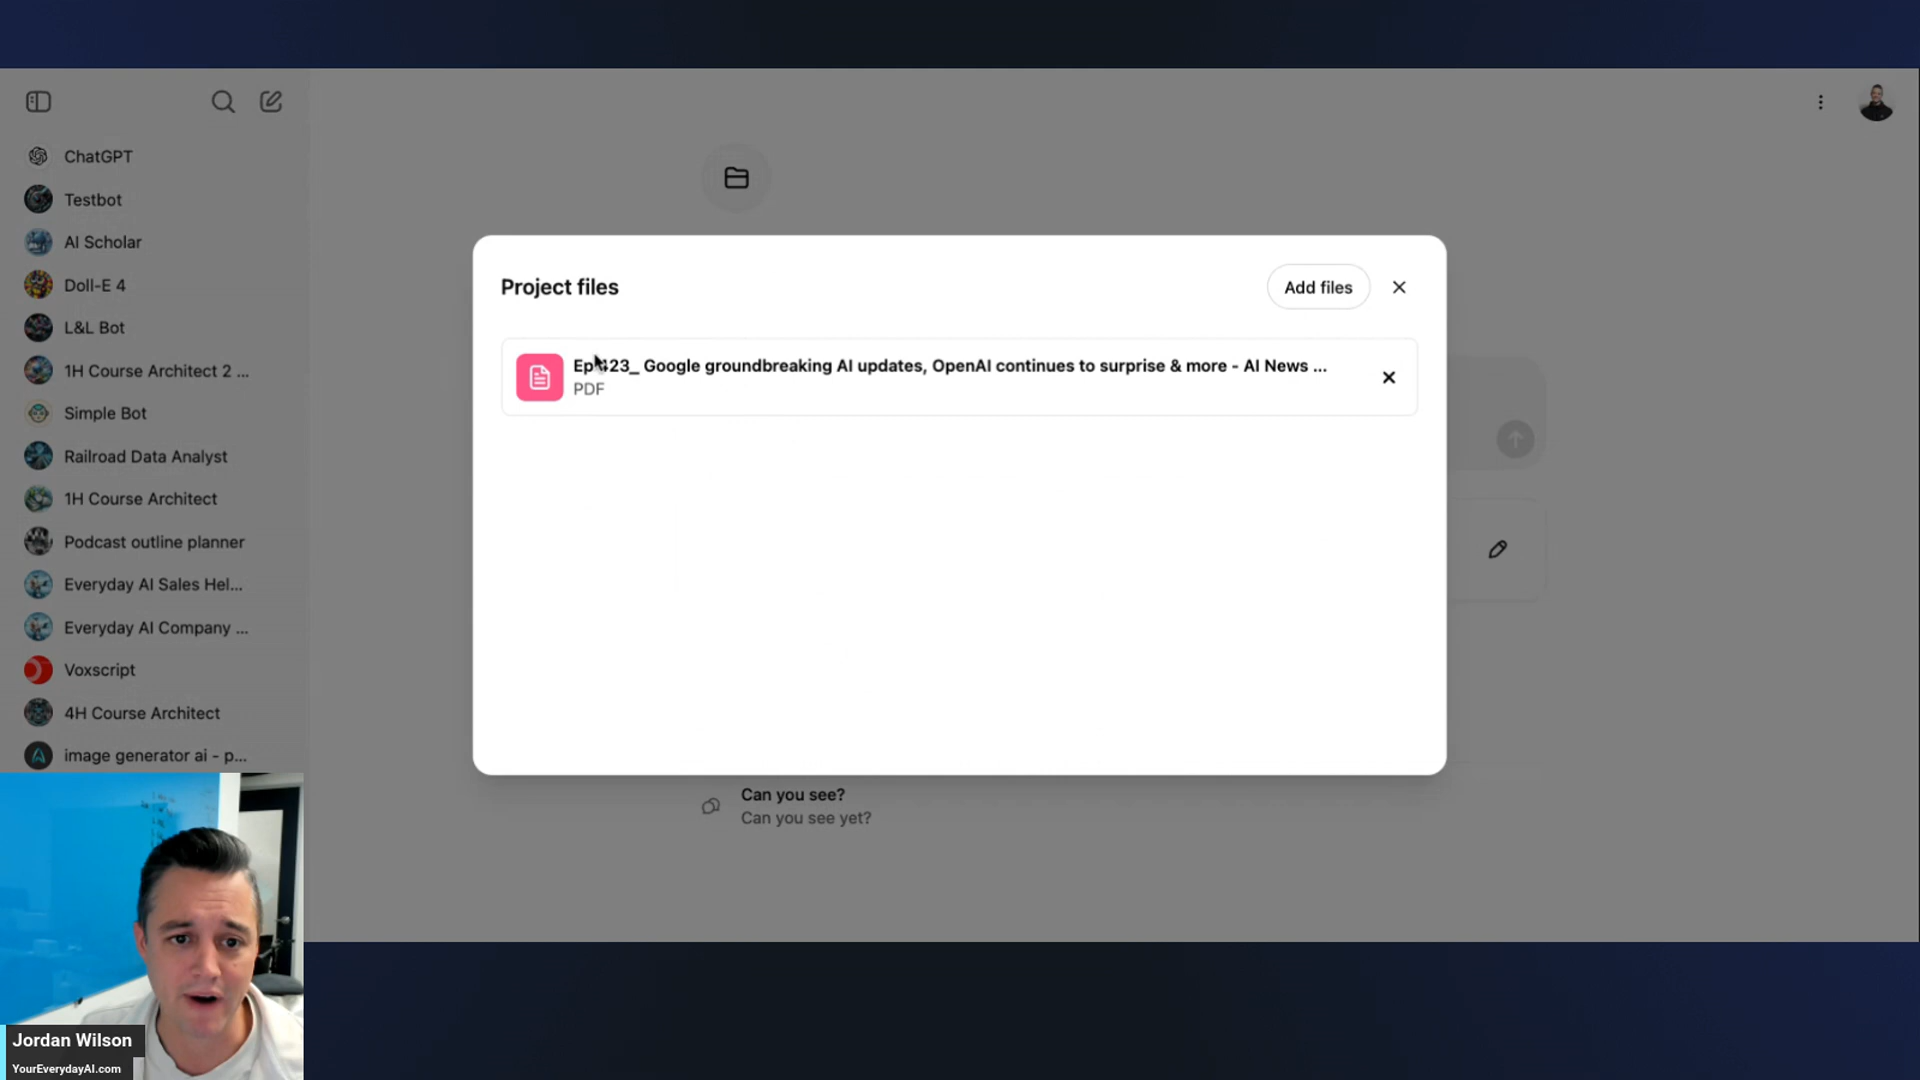 ChatGPT
Testbot
AI Scholar
Doll-E 4
L&L Bot
1H Course Architect 2 ...
Simple Bot
Railroad Data Analyst
1H Course Architect
Podcast outline planner
Everyday AI Sales Hel...
Everyday AI Company ...
Voxscript
4H Course Architect
image generator ai - p...
Project files
Add files
Ep 423_ Google groundbreaking AI updates, OpenAI continues to surprise & more - AI News ...
PDF
Can you see?
Can you see yet?
Jordan Wilson
YourEverydayAI.com